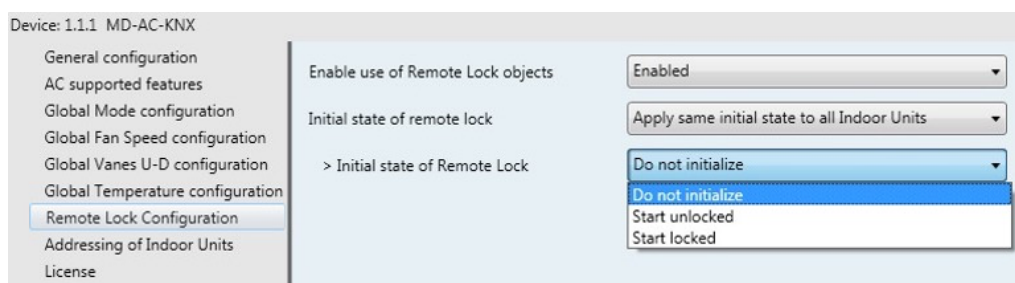 Device: 1.1.1 MD-AC-KNX
General configuration
AC supported features
Global Mode configuration
Global Fan Speed configuration
Global Vanes U-D configuration
Global Temperature configuration
Remote Lock Configuration
Addressing of Indoor Units
License
Enable use of Remote Lock objects
Enabled
Initial state of remote lock
Apply same initial state to all Indoor Units
> Initial state of Remote Lock
Do not initialize
Do not initialize
Start unlocked
Start locked